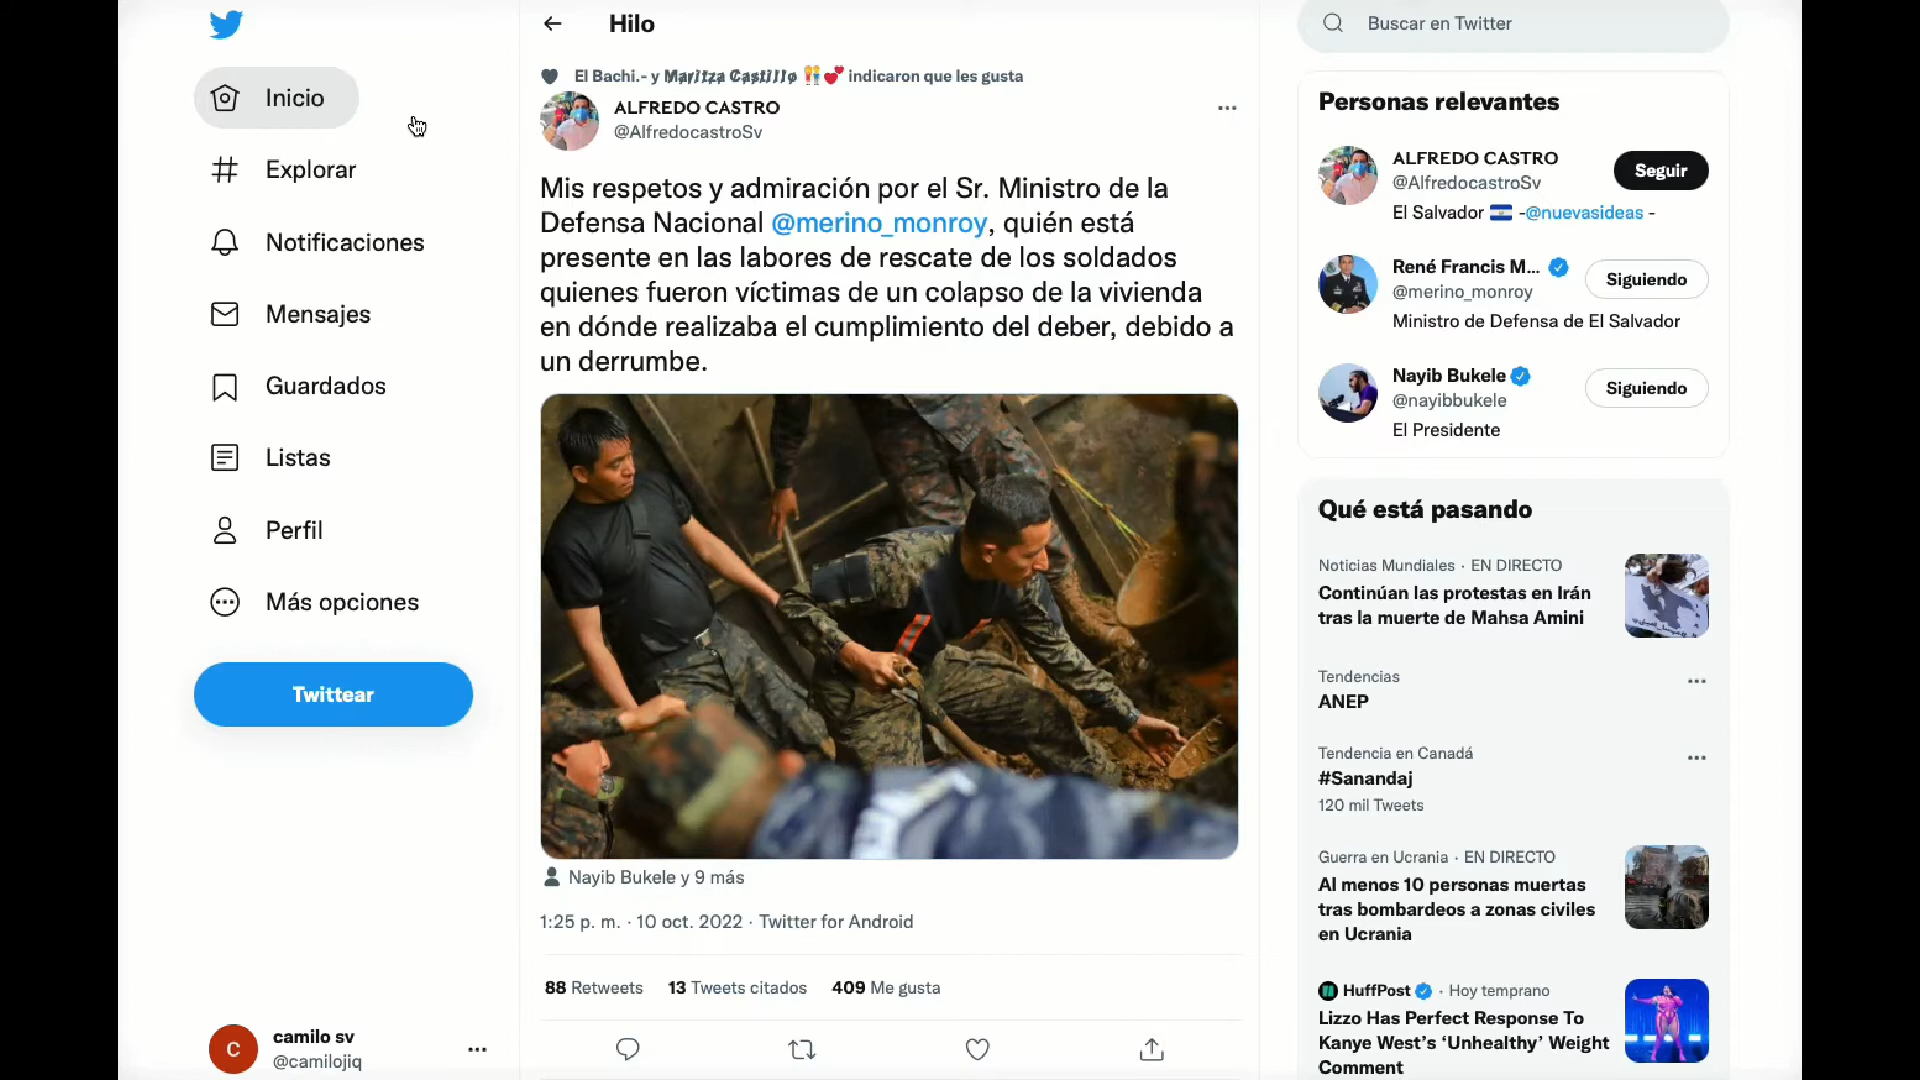 Inicio
Explorar
Notificaciones
Mensajes
Guardados
Listas
Perfil
Más opciones
Twittear
C
camilo sv
@camilojiq
Hilo
El Bachi.- y Maritza Castillo 👫💕 indicaron que les gusta
ALFREDO CASTRO
@AlfredocastroSv
Mis respetos y admiración por el Sr. Ministro de la
Defensa Nacional @merino_monroy, quién está
presente en las labores de rescate de los soldados
quienes fueron víctimas de un colapso de la vivienda
en dónde realizaba el cumplimiento del deber, debido a
un derrumbe.
Nayib Bukele y 9 más
1:25 p. m. · 10 oct. 2022 · Twitter for Android
88 Retweets 13 Tweets citados 409 Me gusta
Buscar en Twitter
Personas relevantes
ALFREDO CASTRO
@AlfredocastroSv
Seguir
El Salvador 🇸🇻 -@nuevasideas -
René Francis M...
@merino_monroy
Siguiendo
Ministro de Defensa de El Salvador
Nayib Bukele
@nayibbukele
Siguiendo
El Presidente
Qué está pasando
Noticias Mundiales · EN DIRECTO
Continúan las protestas en Irán
tras la muerte de Mahsa Amini
Tendencias
ANEP
Tendencia en Canadá
#Sanandaj
120 mil Tweets
Guerra en Ucrania · EN DIRECTO
Al menos 10 personas muertas
tras bombardeos a zonas civiles
en Ucrania
HuffPost · Hoy temprano
Lizzo Has Perfect Response To
Kanye West's ‘Unhealthy’ Weight
Comment